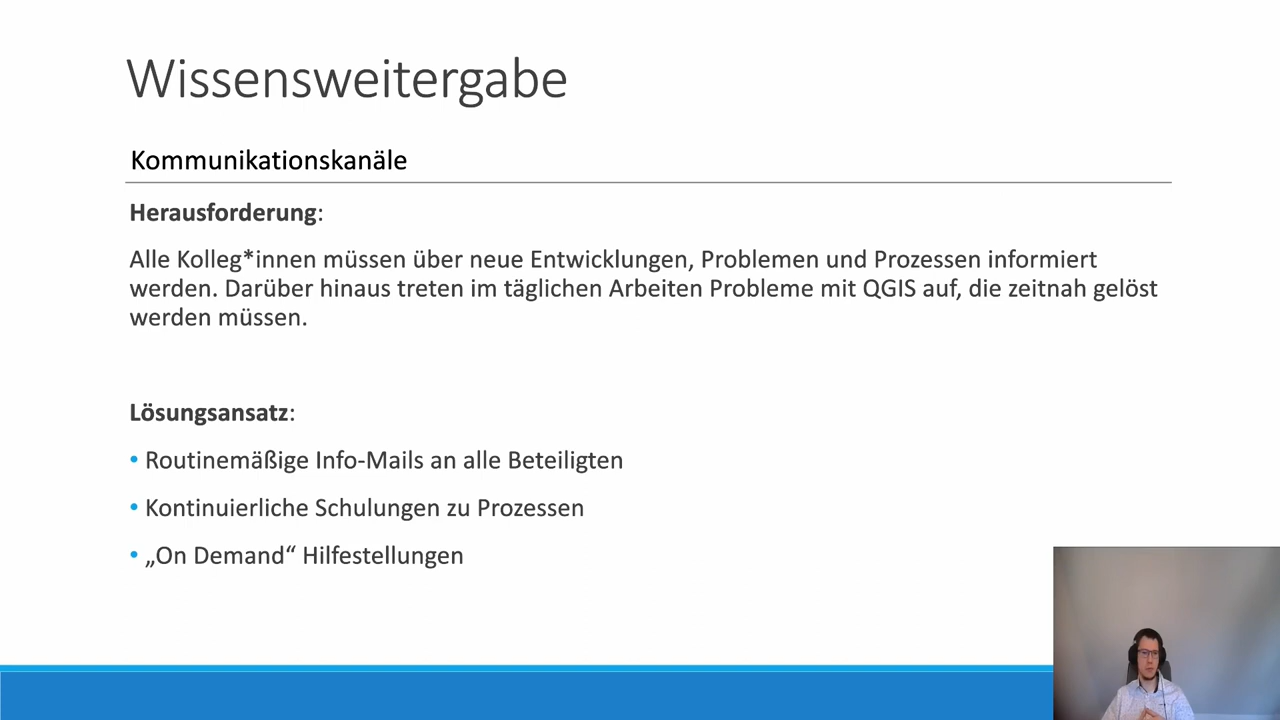 Wissensweitergabe
Kommunikationskanäle
Herausforderung:
Alle Kolleg*innen müssen über neue Entwicklungen, Problemen und Prozessen informiert
werden. Darüber hinaus treten im täglichen Arbeiten Probleme mit QGIS auf, die zeitnah gelöst
werden müssen.
Lösungsansatz:
• Routinemäßige Info-Mails an alle Beteiligten
• Kontinuierliche Schulungen zu Prozessen
• „On Demand“ Hilfestellungen